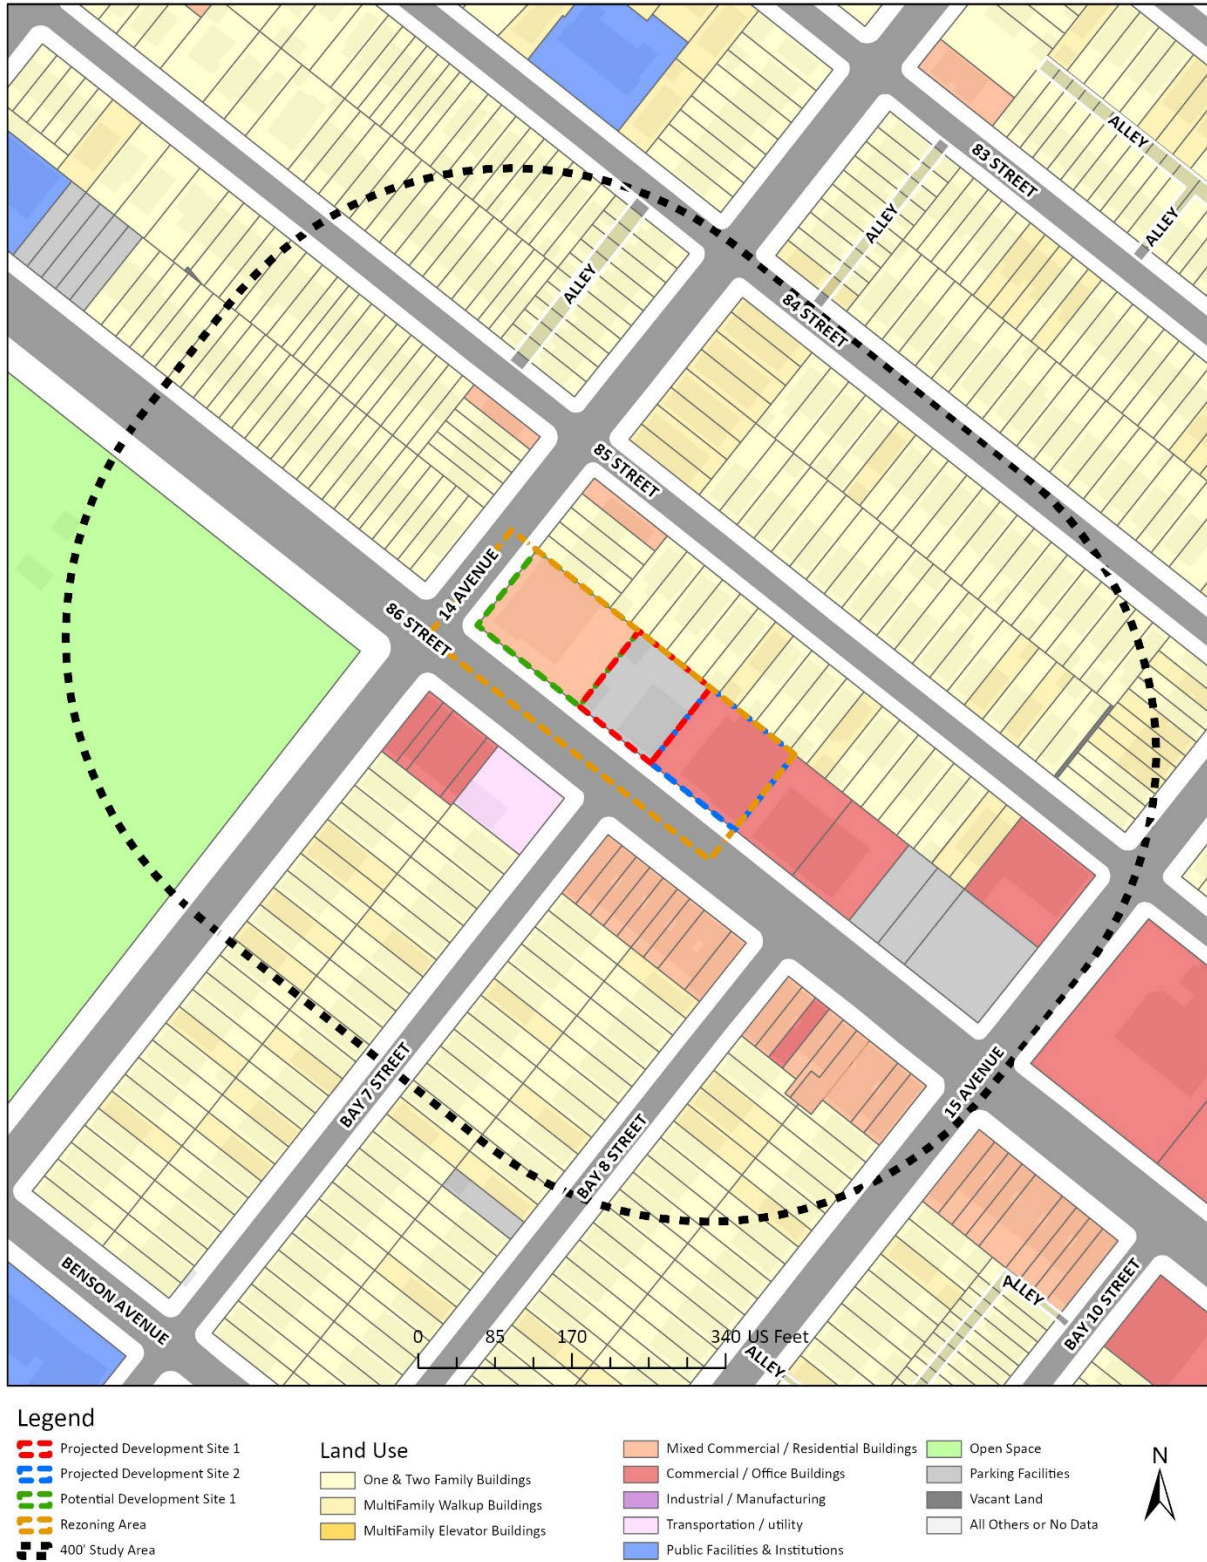 ALLEY
83 STREET
ALLEY
ALLEY
ALLEY
84 STREET
85 STREET
14 AVENUE
86 STREET
BAY 7 STREET
15 AVENUE
BAY 8 STREET
BENSON AVENUE
ALLEY
BAY 10 STREET
0 85 170 340 US Feet
ALLEY
Legend
Projected Development Site 1
Projected Development Site 2
Potential Development Site 1
Rezoning Area
400' Study Area
Land Use
One & Two Family Buildings
MultiFamily Walkup Buildings
MultiFamily Elevator Buildings
Mixed Commercial / Residential Buildings
Commercial / Office Buildings
Industrial / Manufacturing
Transportation / utility
Public Facilities & Institutions
Open Space
Parking Facilities
Vacant Land
All Others or No Data
N